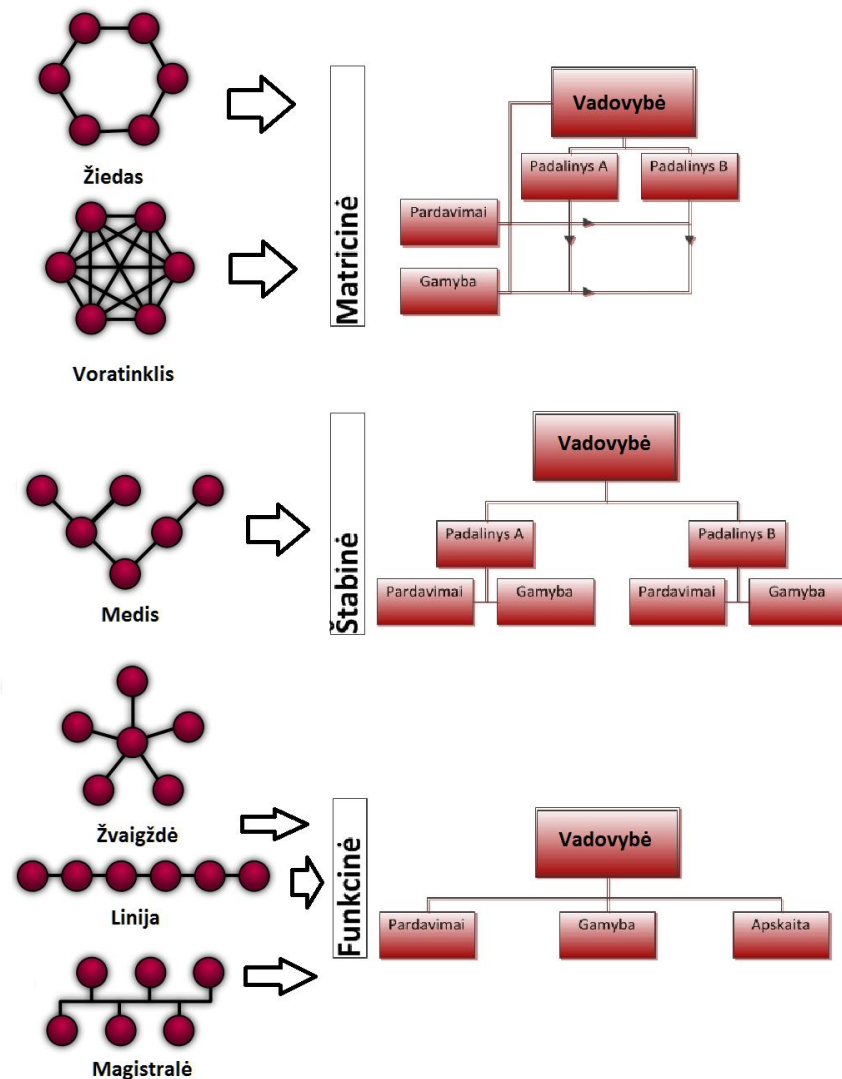 Žiedas
Voratinklis
Matricinė
Vadovybė
Padalinys A
Padalinys B
Pardavimai
Gamyba
Medis
Štabinė
Vadovybė
Padalinys A
Padalinys B
Pardavimai
Gamyba
Pardavimai
Gamyba
Žvaigždė
Linija
Magistralė
Funkcinė
Vadovybė
Pardavimai
Gamyba
Apskaita